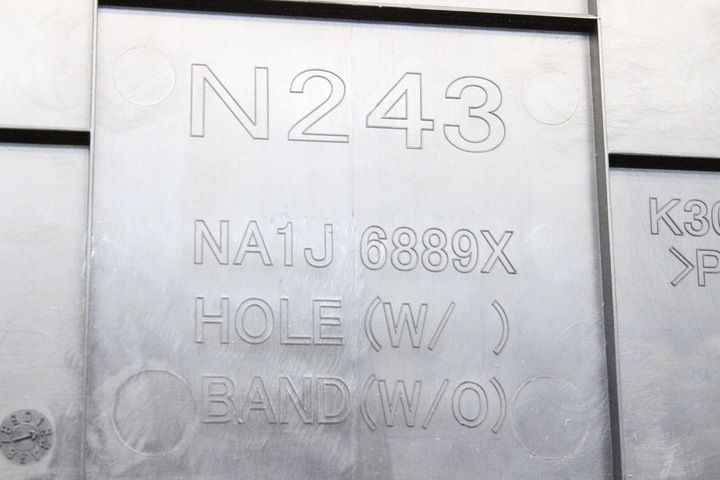 N243
NA1J 6889X
HOLE (W/ )
BAND (W/O)
K30
>P